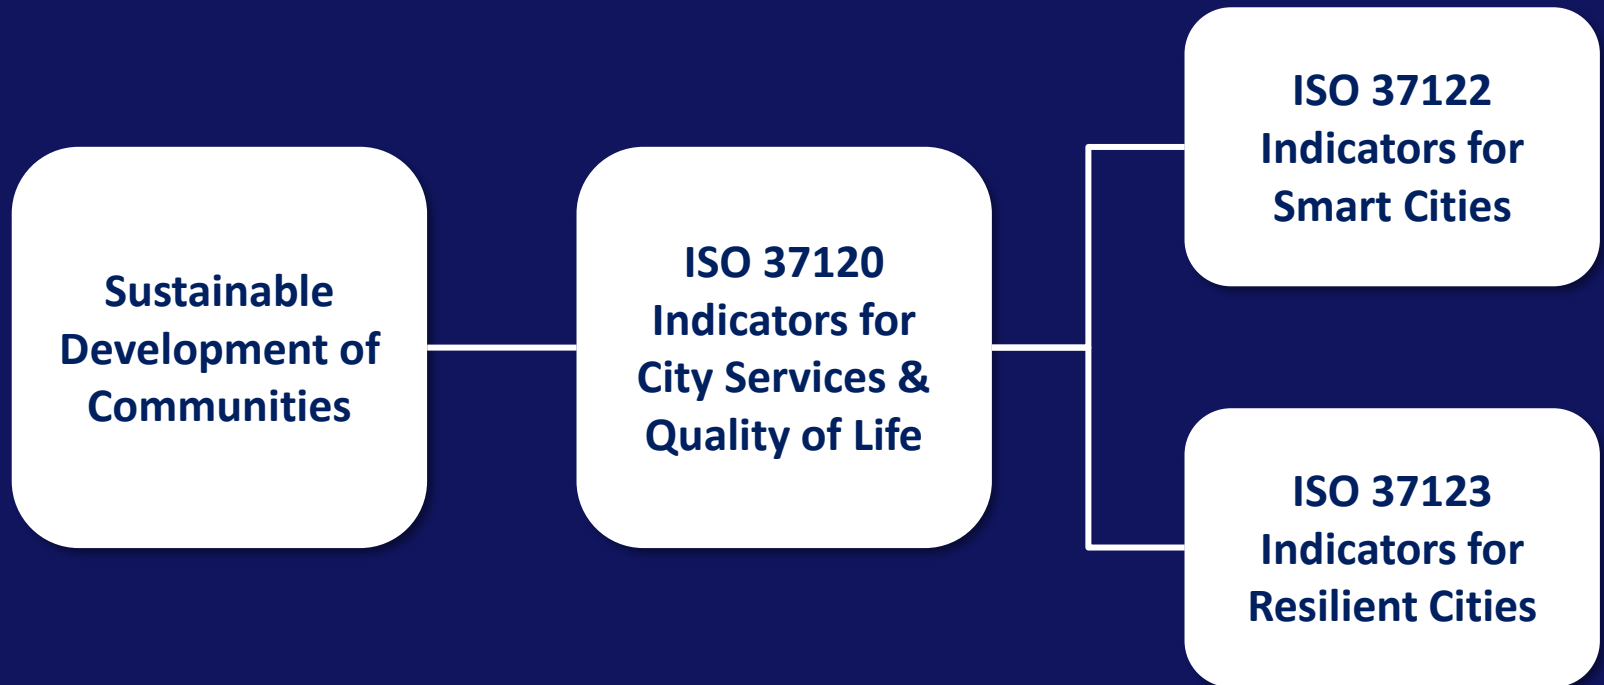 Sustainable
Development of
Communities
ISO 37120
Indicators for
City Services &
Quality of Life
ISO 37122
Indicators for
Smart Cities
ISO 37123
Indicators for
Resilient Cities